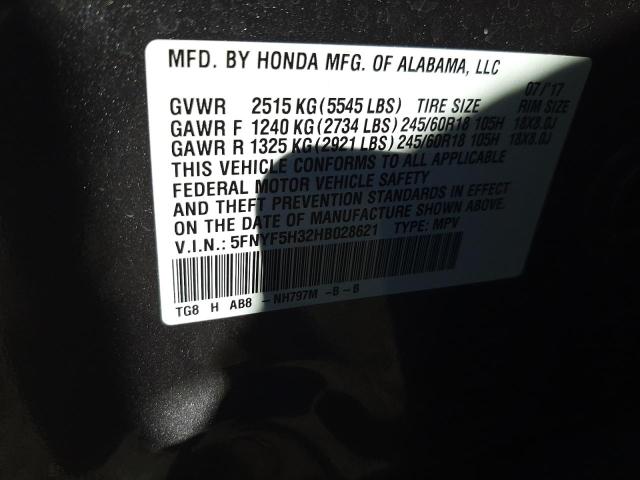 MFD. BY HONDA MFG. OF ALABAMA, LLC
07/'17
GVWR 2515 KG (5545 LBS) TIRE SIZE RIM SIZE
GAWR F 1240 KG (2734 LBS) 245/60R18 105H 18X8.0J
GAWR R 1325 KG (2921 LBS) 245/60R18 105H 18X8.0J
THIS VEHICLE CONFORMS TO ALL APPLICABLE
FEDERAL MOTOR VEHICLE SAFETY
AND THEFT PREVENTION STANDARDS IN EFFECT
ON THE DATE OF MANUFACTURE SHOWN ABOVE.
V.I.N.: 5FNYF5H32HB028621 TYPE: MPV
TG8 H AB8 -NH797M -B-B